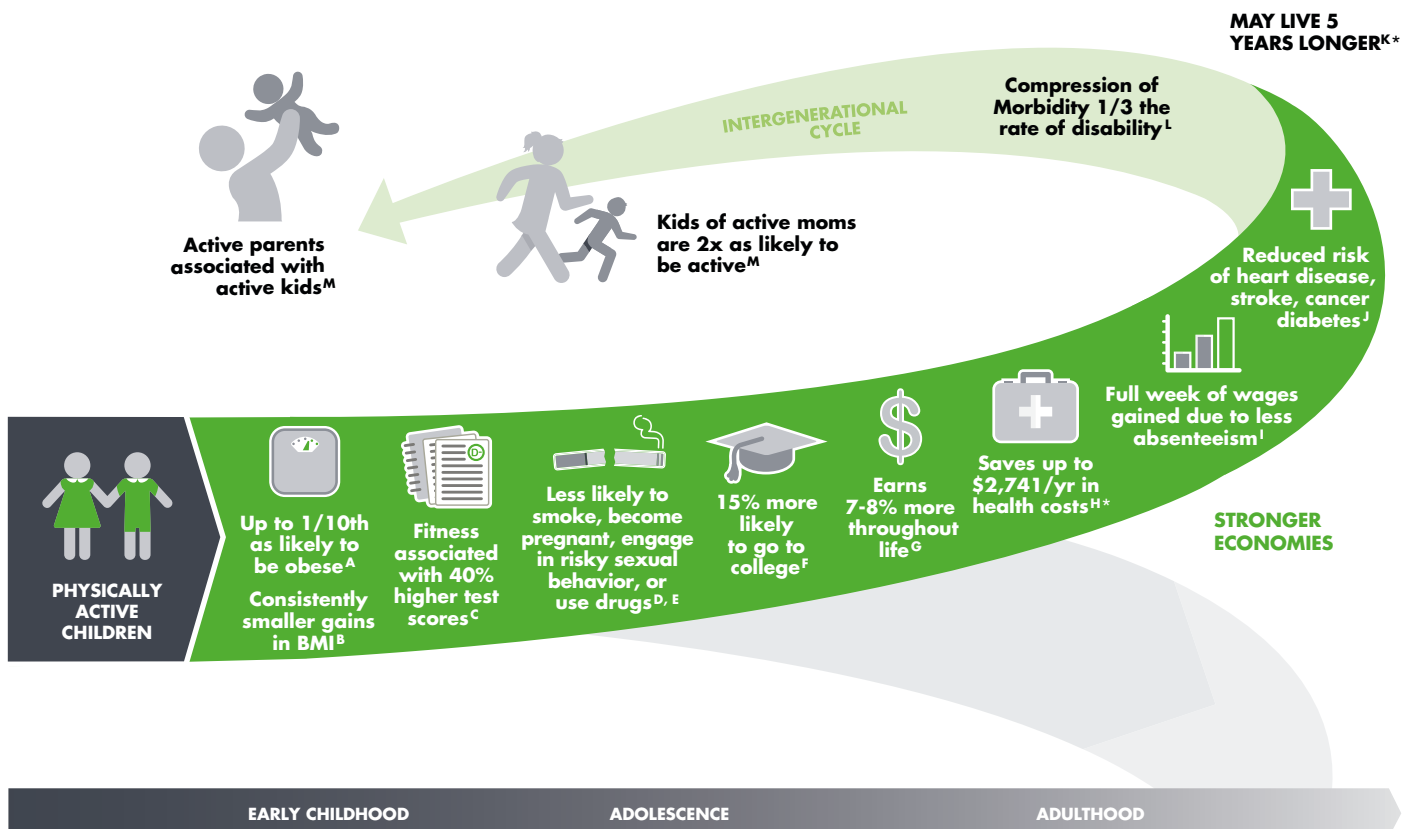 MAY LIVE 5
YEARS LONGERᴷ*
Compression of
Morbidity 1/3 the
rate of disabilityᴸ
INTERGENERATIONAL
CYCLE
Active parents
associated with
active kidsᴹ
Kids of active moms
are 2x as likely to
be activeᴹ
Reduced risk
of heart disease,
stroke, cancer
diabetesᴶ
Full week of wages
gained due to less
absenteeismᴵ
Saves up to
$2,741/yr in
health costsᴴ*
$
Earns
7-8% more
throughout
lifeᴳ
15% more
likely
to go to
collegeF
Less likely to
smoke, become
pregnant, engage
in risky sexual
behavior, or
use drugsᴰ, ᴱ
D-
Fitness
associated
with 40%
higher test
scoresC
Up to 1/10th
as likely to
be obeseᴬ
Consistently
smaller gains
in BMIᴮ
PHYSICALLY
ACTIVE
CHILDREN
STRONGER
ECONOMIES
EARLY CHILDHOOD
ADOLESCENCE
ADULTHOOD